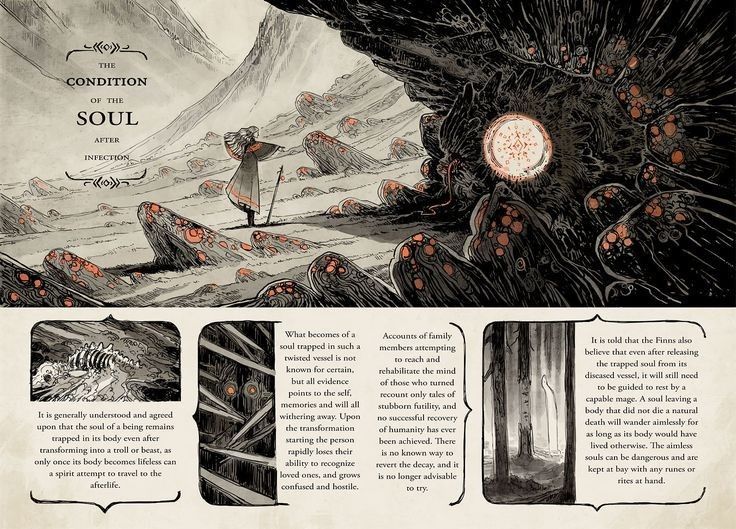 THE
CONDITION
OF THE
SOUL
AFTER
INFECTION
It is generally understood and agreed
upon that the soul of a being remains
trapped in its body even after
transforming into a troll or beast, as
only once its body becomes lifeless can
a spirit attempt to travel to the
afterlife.
What becomes of a
soul trapped in such a
twisted vessel is not
known for certain,
but all evidence
points to the self,
memories and will all
withering away. Upon
the transformation
starting the person
rapidly loses their
ability to recognize
loved ones, and grows
confused and hostile.
Accounts of family
members attempting
to reach and
rehabilitate the mind
of those who turned
recount only tales of
stubborn futility, and
no successful recovery
of humanity has ever
been achieved. There
is no known way to
revert the decay, and it
is no longer advisable
to try.
It is told that the Finns also
believe that even after releasing
the trapped soul from its
diseased vessel, it will still need
to be guided to rest by a
capable mage. A soul leaving a
body that did not die a natural
death will wander aimlessly for
as long as its body would have
lived otherwise. The aimless
souls can be dangerous and are
kept at bay with any runes or
rites at hand.